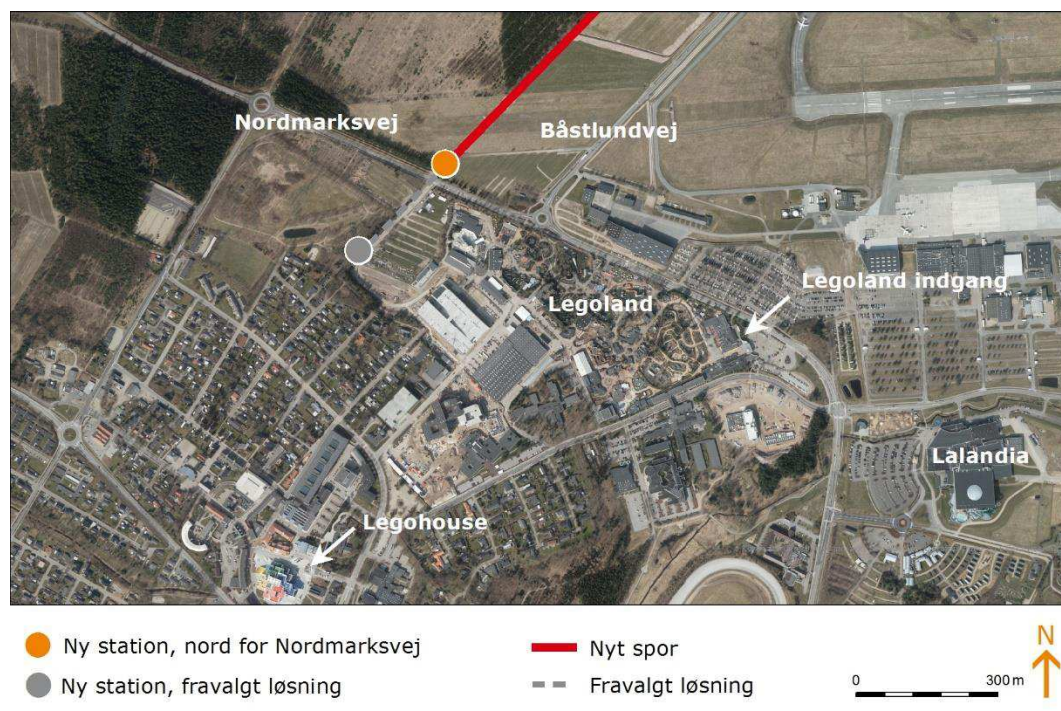 Nordmarksvej
Båstlundvej
Legoland indgang
Legoland
Lalandia
Legohouse
Ny station, nord for Nordmarksvej
Nyt spor
N
Ny station, fravalgt løsning
Fravalgt løsning
0 300 m